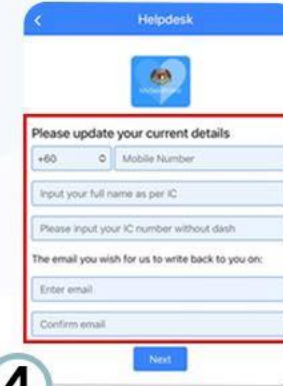 Helpdesk
MySejahtera
Please update your current details
+60 Mobile Number
Input your full name as per IC
Please input your IC number without dash
The email you wish for us to write back to you on:
Enter email
Confirm email
Next
4